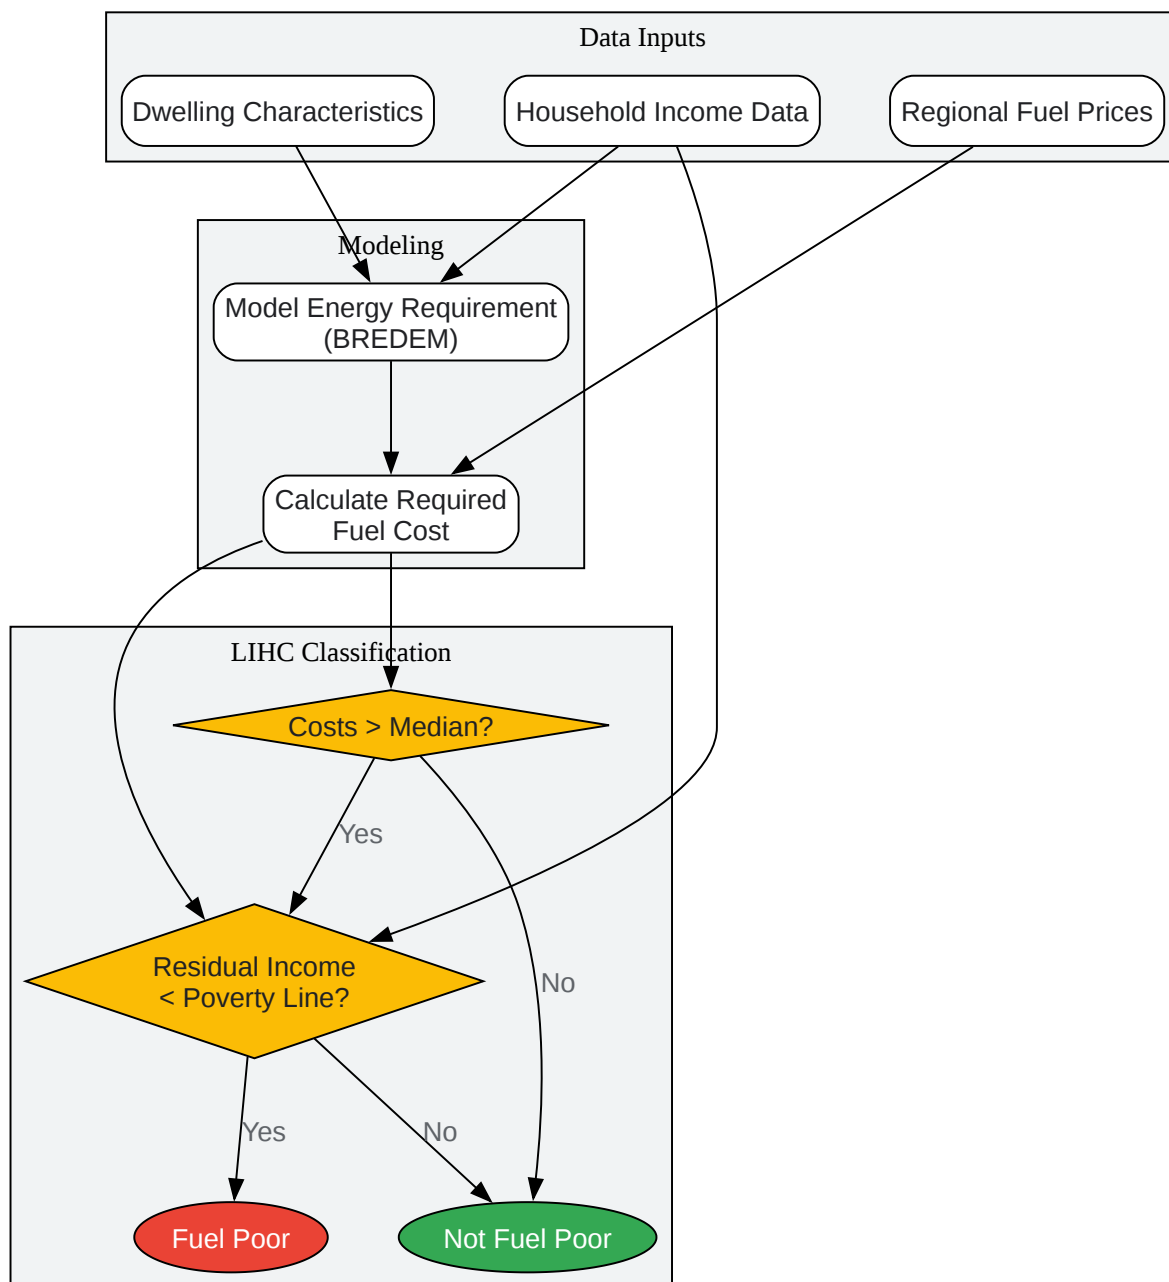 Data Inputs
Dwelling Characteristics
Household Income Data
Regional Fuel Prices
Modeling
Model Energy Requirement
(BREDEM)
Calculate Required
Fuel Cost
LIHC Classification
Costs > Median?
Yes
Residual Income
< Poverty Line?
No
Yes
No
Fuel Poor
Not Fuel Poor